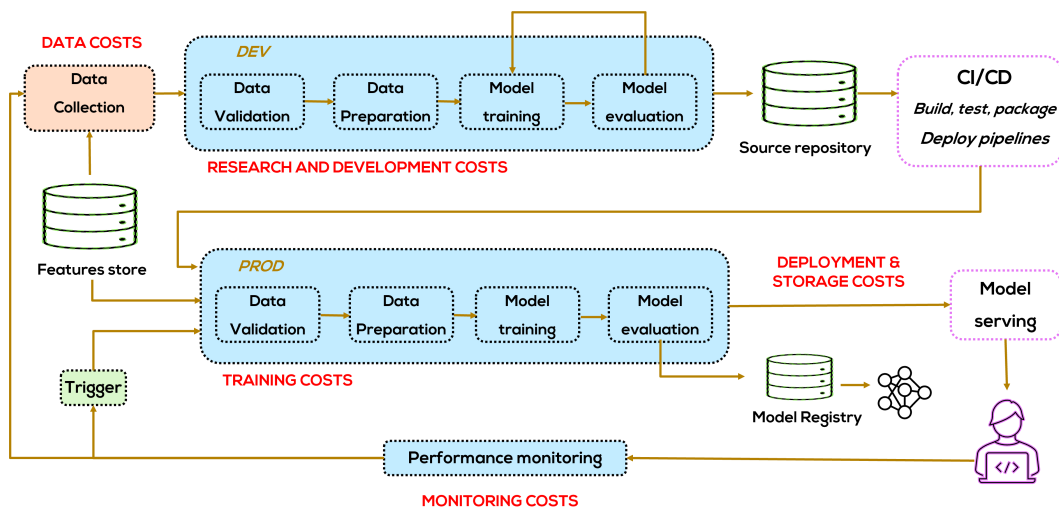 DATA COSTS
Data
Collection
DEV
Data
Validation
Data
Preparation
Model
training
Model
evaluation
RESEARCH AND DEVELOPMENT COSTS
Source repository
CI/CD
Build, test, package
Deploy pipelines
Features store
PROD
Data
Validation
Data
Preparation
Model
training
Model
evaluation
TRAINING COSTS
DEPLOYMENT &
STORAGE COSTS
Model
serving
Trigger
Model Registry
Performance monitoring
</>
MONITORING COSTS